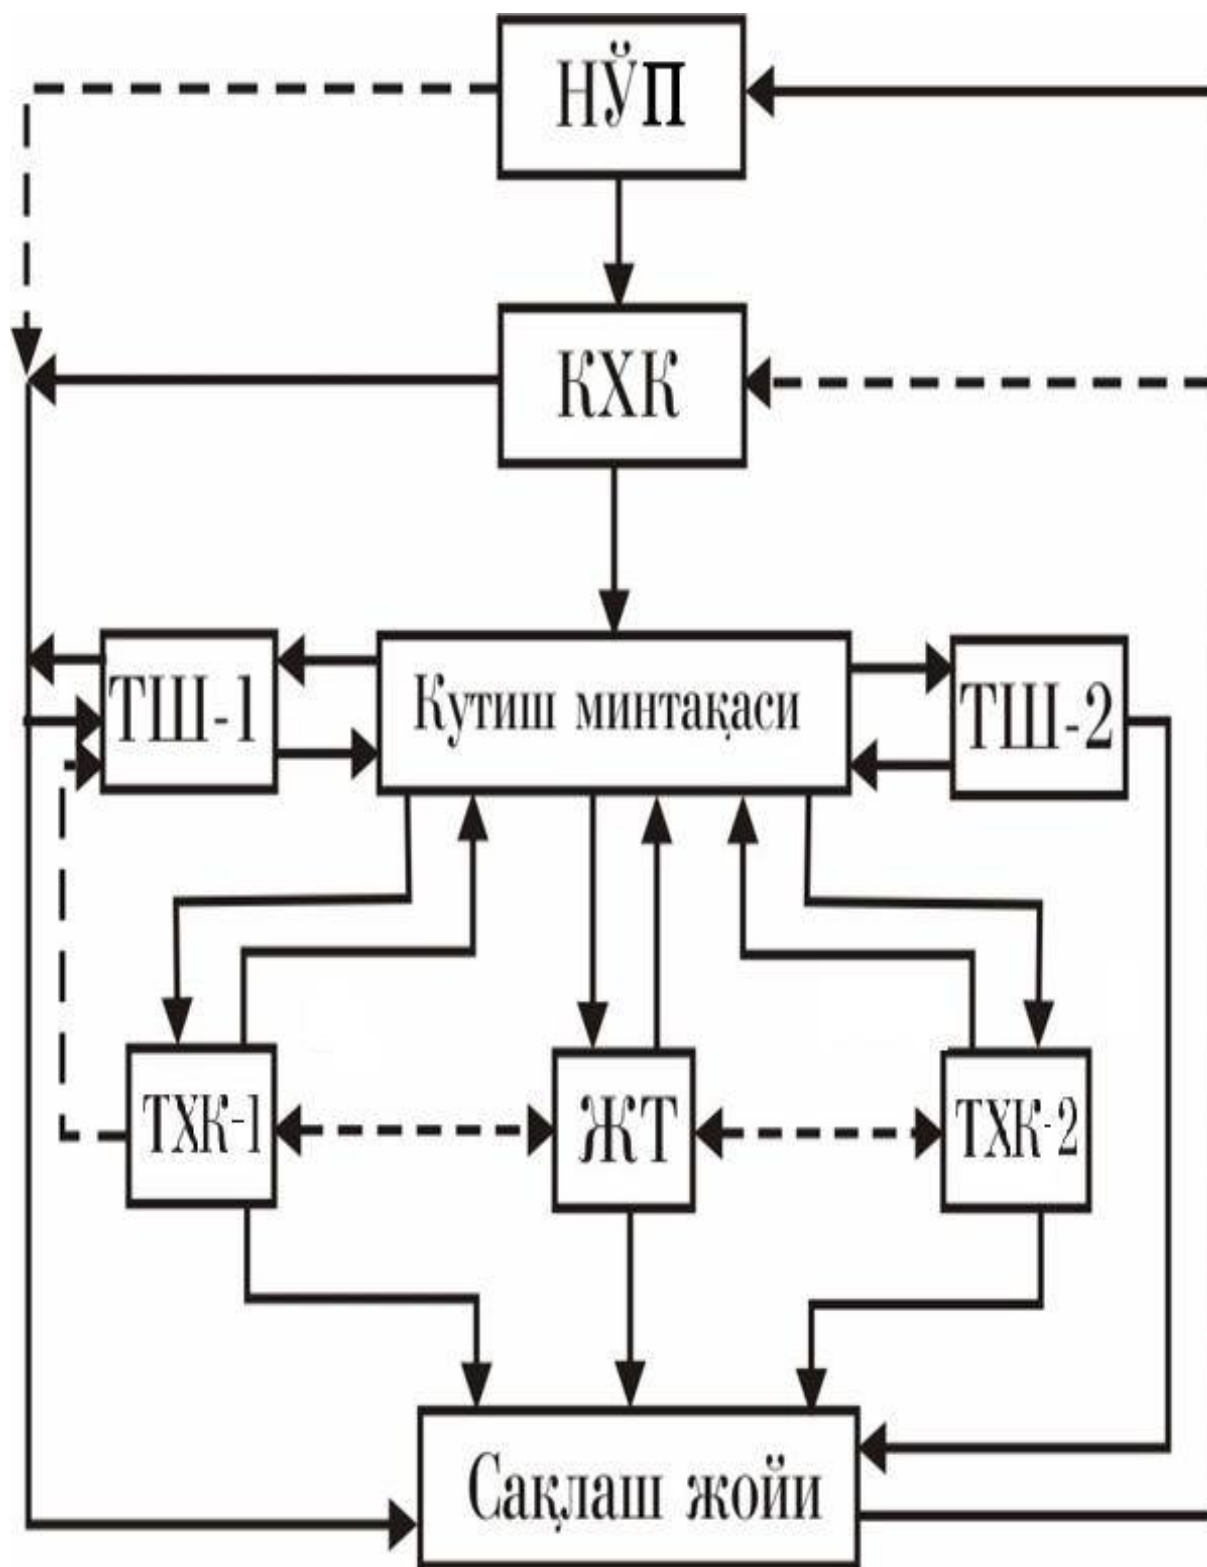 НЎП
КХК
ТШ-1
Кутиш минтақаси
ТШ-2
ТХК-1
ЖТ
ТХК-2
Сақлаш жойи